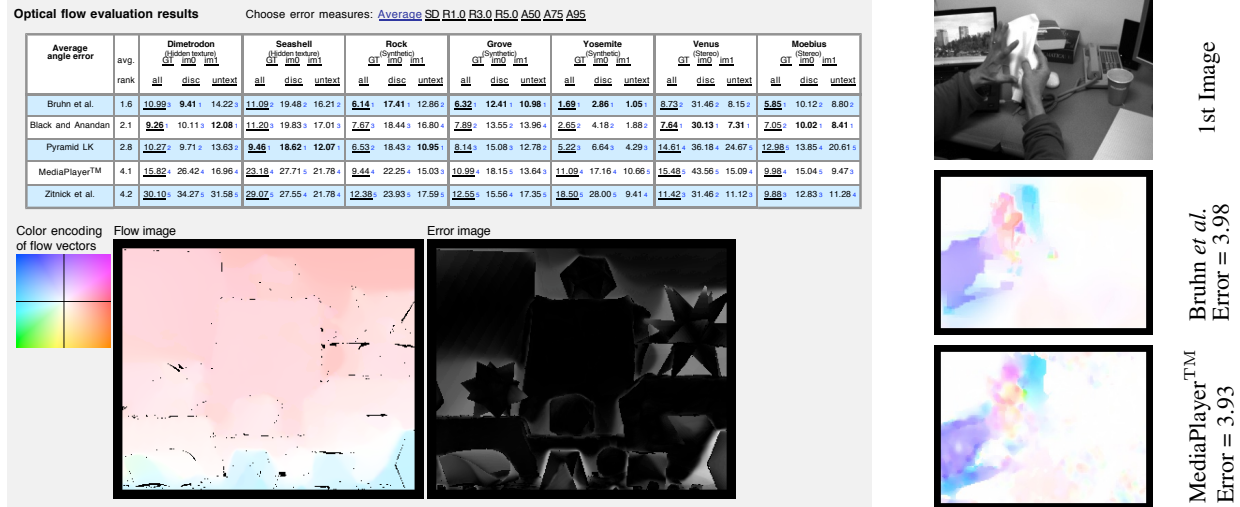 Optical flow evaluation results Choose error measures: Average SD R1.0 R3.0 R5.0 A50 A75 A95
Average angle error avg. rank Dimetrodon (Hidden texture) GT im0 im1 all disc untext Seashell (Hidden texture) GT im0 im1 all disc untext Rock (Synthetic) GT im0 im1 all disc untext Grove (Synthetic) GT im0 im1 all disc untext Yosemite (Synthetic) GT im0 im1 all disc untext Venus (Stereo) GT im0 im1 all disc untext Moebius (Stereo) GT im0 im1 all disc untext
Bruhn et al. 1.6 10.99 3 9.41 1 14.22 3 11.09 2 19.48 2 16.21 2 6.14 1 17.41 1 12.86 2 6.32 1 12.41 1 10.98 1 1.69 1 2.86 1 1.05 1 8.73 2 31.46 2 8.15 2 5.85 1 10.12 2 8.80 2
Black and Anandan 2.1 9.26 1 10.11 3 12.08 1 11.20 3 19.83 3 17.01 3 7.67 3 18.44 3 16.80 4 7.89 2 13.55 2 13.96 4 2.65 2 4.18 2 1.88 2 7.64 1 30.13 1 7.31 1 7.05 2 10.02 1 8.41 1
Pyramid LK 2.8 10.27 2 9.71 2 13.63 2 9.46 1 18.62 1 12.07 1 6.53 2 18.43 2 10.95 1 8.14 3 15.08 3 12.78 2 5.22 3 6.64 3 4.29 3 14.61 4 36.18 4 24.67 5 12.98 5 13.85 4 20.61 5
MediaPlayer™ 4.1 15.82 4 26.42 4 16.96 4 23.18 4 27.71 5 21.78 4 9.44 4 22.25 4 15.03 3 10.99 4 18.15 5 13.64 3 11.09 4 17.16 4 10.66 5 15.48 5 43.56 5 15.09 4 9.98 4 15.04 5 9.47 3
Zitnick et al. 4.2 30.10 5 34.27 5 31.58 5 29.07 5 27.55 4 21.78 4 12.38 5 23.93 5 17.59 5 12.55 5 15.56 4 17.35 5 18.50 5 28.00 5 9.41 4 11.42 3 31.46 2 11.12 3 9.88 3 12.83 3 11.28 4
Color encoding
of flow vectors
Flow image
Error image
1st Image
Bruhn et al.
Error = 3.98
MediaPlayer™
Error = 3.93